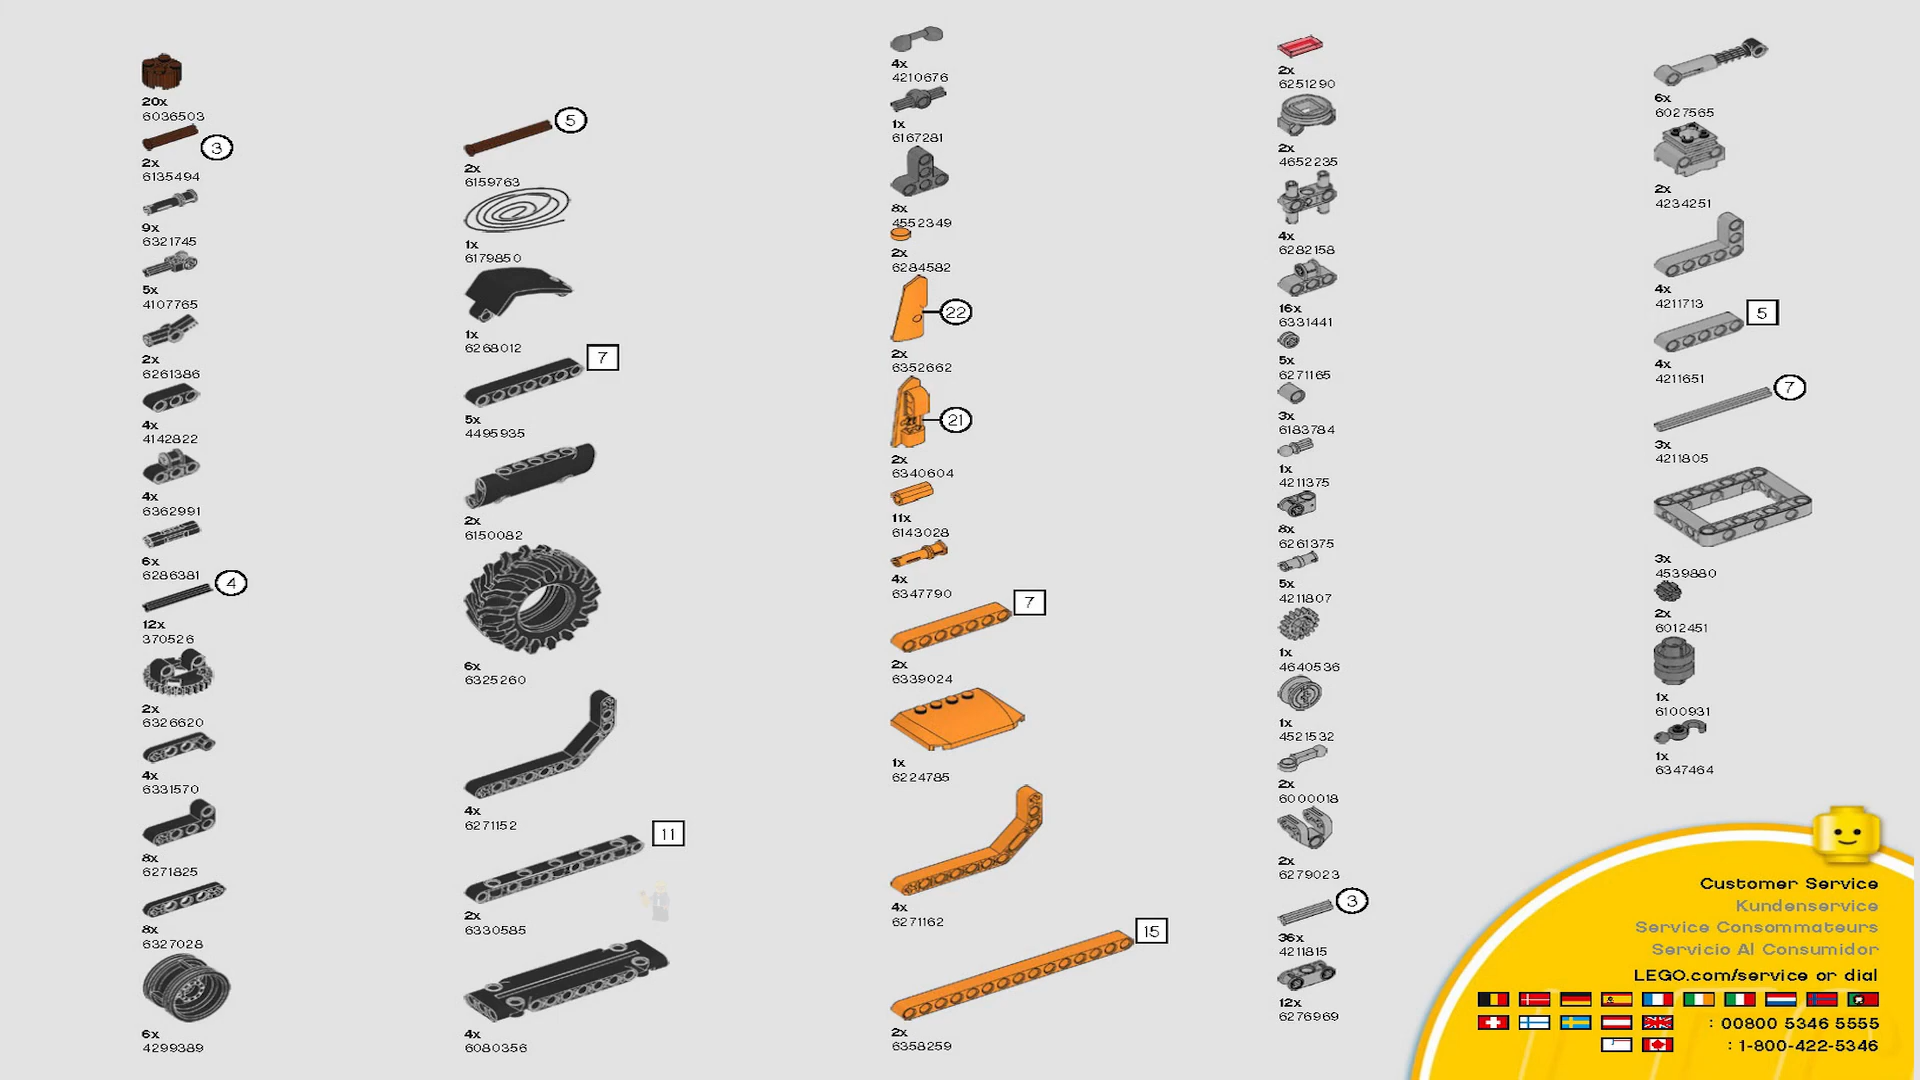 20x
6036503
3
2x
6135494
9x
6321745
5x
4107765
2x
6261386
4x
4142822
4x
6362991
6x
6286381
4
12x
370526
2x
6326620
4x
6331570
8x
6271825
8x
6327028
6x
4299389
5
2x
6159763
1x
6179850
1x
6268012
7
5x
4495935
2x
6150082
6x
6325260
4x
6271152
11
2x
6330585
4x
6080356
4x
4210676
1x
6167281
8x
4552349
2x
6284582
22
2x
6352662
21
2x
6340604
11x
6143028
4x
6347790
7
2x
6339024
1x
6224785
4x
6271162
15
2x
6358259
2x
6251290
2x
4652235
4x
6282158
16x
6331441
5x
6271165
3x
6183784
1x
4211375
8x
6261375
5x
4211807
1x
4640536
1x
4521532
2x
6000018
2x
6279023
3
36x
4211815
12x
6276969
6x
6027565
2x
4234251
4x
4211713
5
4x
4211651
7
3x
4211805
3x
4539880
2x
6012451
1x
6100931
1x
6347464
Customer Service
Kundenservice
Service Consommateurs
Servicio Al Consumidor
LEGO.com/service or dial
: 00800 5346 5555
: 1-800-422-5346